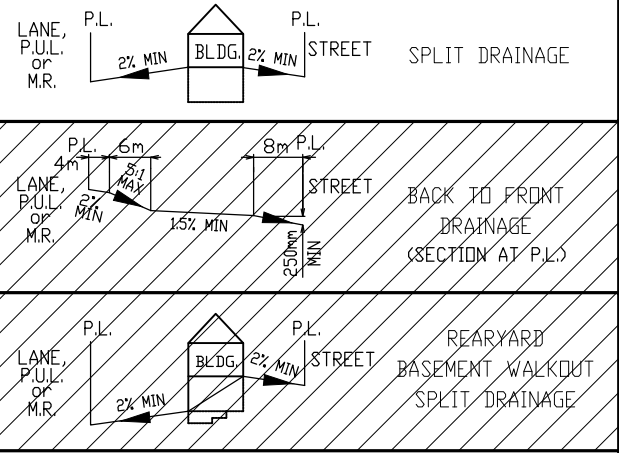 LANE,
P.U.L.
or
M.R.
P.L.
2% MIN
BLDG.
2% MIN
P.L.
STREET
SPLIT DRAINAGE
LANE,
P.U.L.
or
M.R.
P.L.
4m
6m
2%
MIN
5:1
MAX
1.5% MIN
8m
P.L.
STREET
250mm
MIN
BACK TO FRONT
DRAINAGE
(SECTION AT P.L.)
LANE,
P.U.L.
or
M.R.
P.L.
2% MIN
BLDG.
2% MIN
P.L.
STREET
REARYARD
BASEMENT WALKOUT
SPLIT DRAINAGE